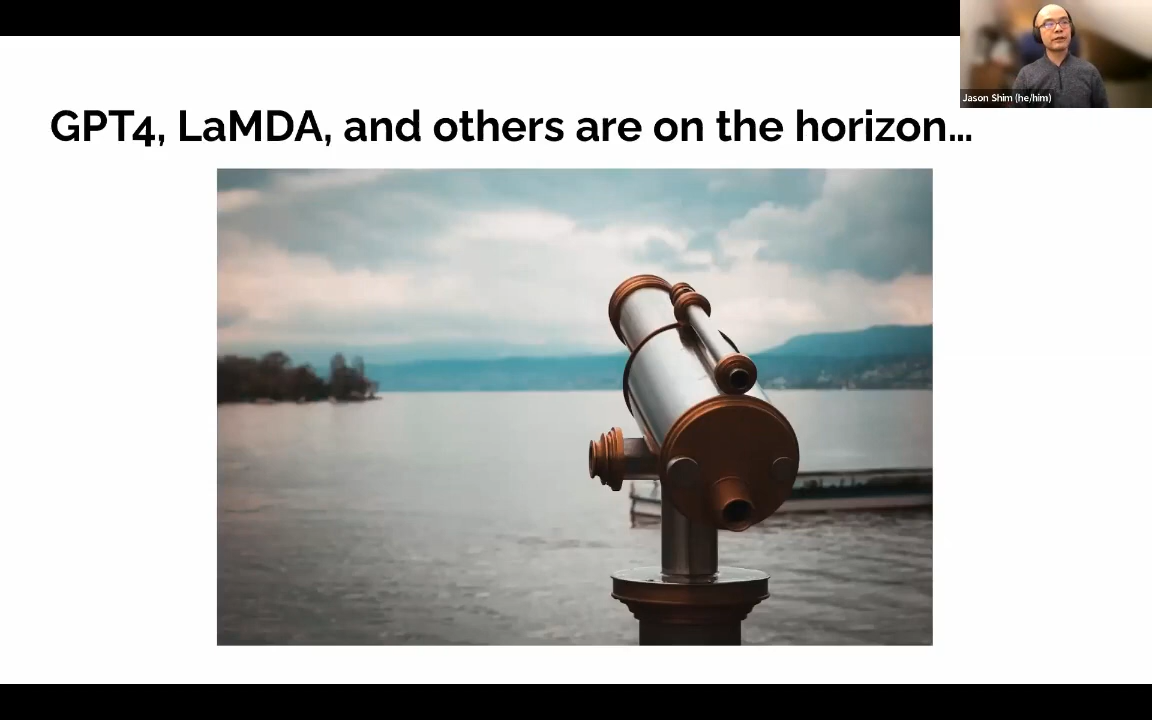 Jason Shim (he/him)
GPT4, LaMDA, and others are on the horizon...